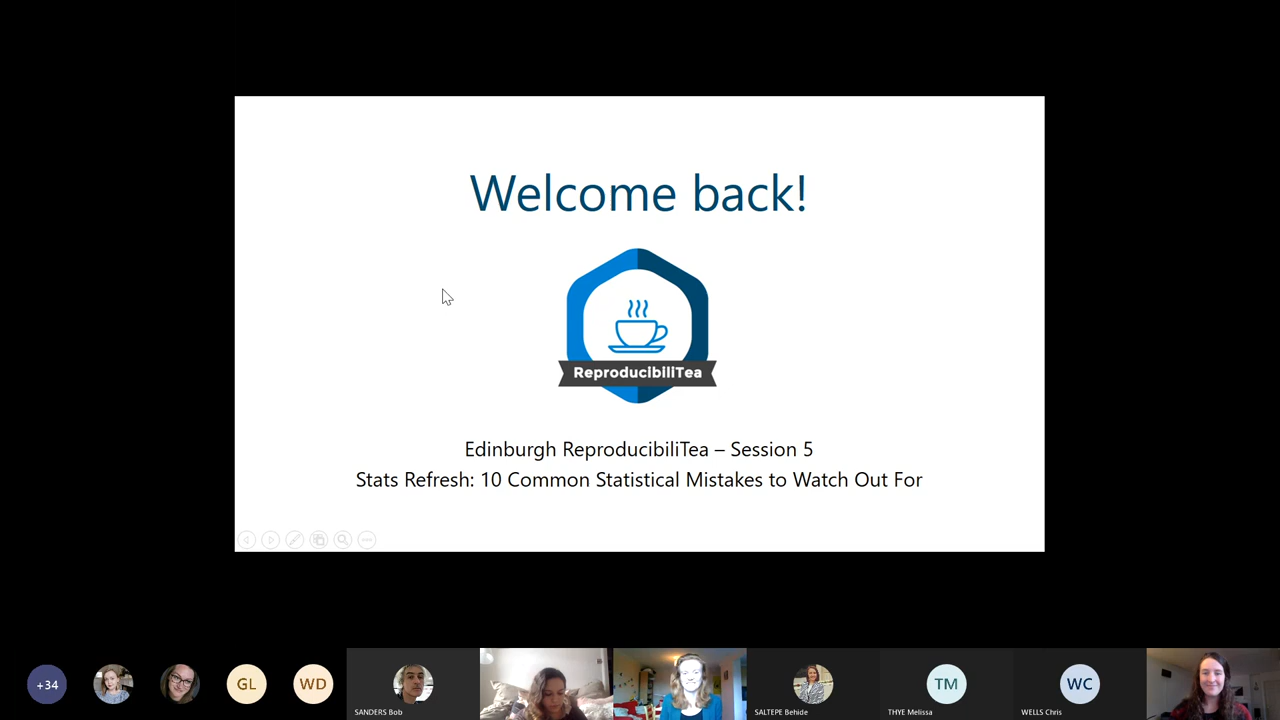 Welcome back!
ReproducibiliTea
Edinburgh ReproducibiliTea – Session 5
Stats Refresh: 10 Common Statistical Mistakes to Watch Out For
+34
GL
WD
SANDERS Bob
SALTEPE Behide
TM
THYE Melissa
WC
WELLS Chris